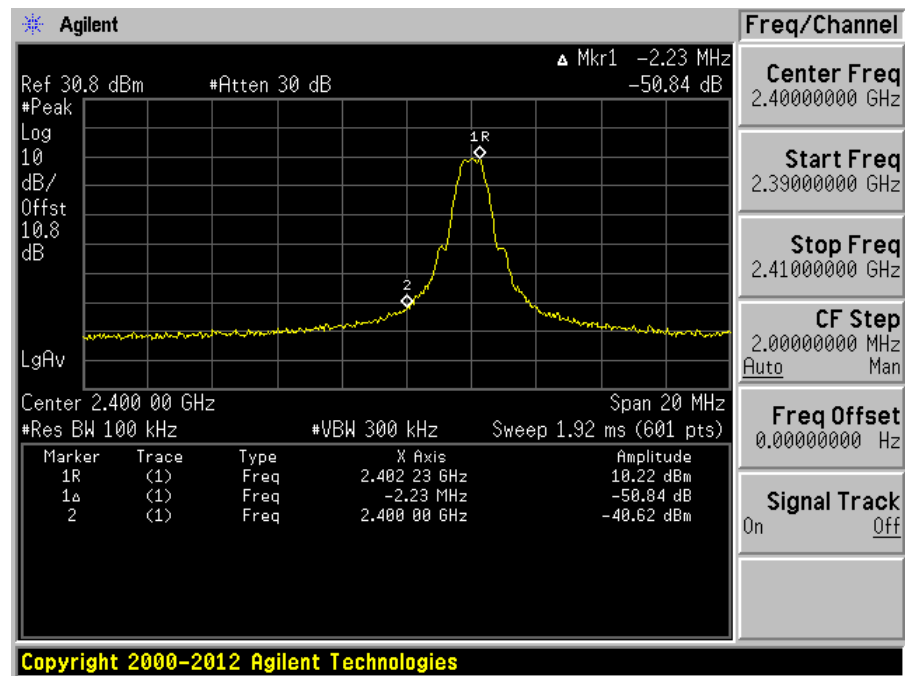 Agilent
Freq/Channel
Δ Mkr1 -2.23 MHz
Ref 30.8 dBm #Atten 30 dB -50.84 dB
#Peak
Log
10
dB/
Offst
10.8
dB
LgAv
1R
2
Center 2.400 00 GHz Span 20 MHz
#Res BW 100 kHz #VBW 300 kHz Sweep 1.92 ms (601 pts)
Marker Trace Type X Axis Amplitude
1R (1) Freq 2.402 23 GHz 10.22 dBm
1Δ (1) Freq -2.23 MHz -50.84 dB
2 (1) Freq 2.400 00 GHz -40.62 dBm
Center Freq
2.40000000 GHz
Start Freq
2.39000000 GHz
Stop Freq
2.41000000 GHz
CF Step
2.00000000 MHz
Auto Man
Freq Offset
0.00000000 Hz
Signal Track
On Off
Copyright 2000-2012 Agilent Technologies